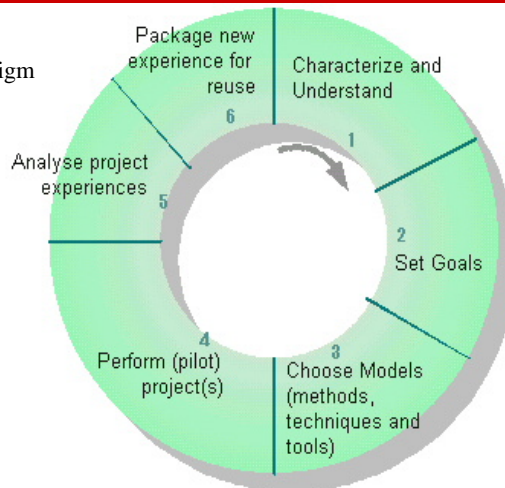 igm
Package new
experience for
reuse
6
Characterize and
Understand
1
2
Set Goals
3
Choose Models
(methods,
techniques and
tools)
4
Perform (pilot)
project(s)
5
Analyse project
experiences